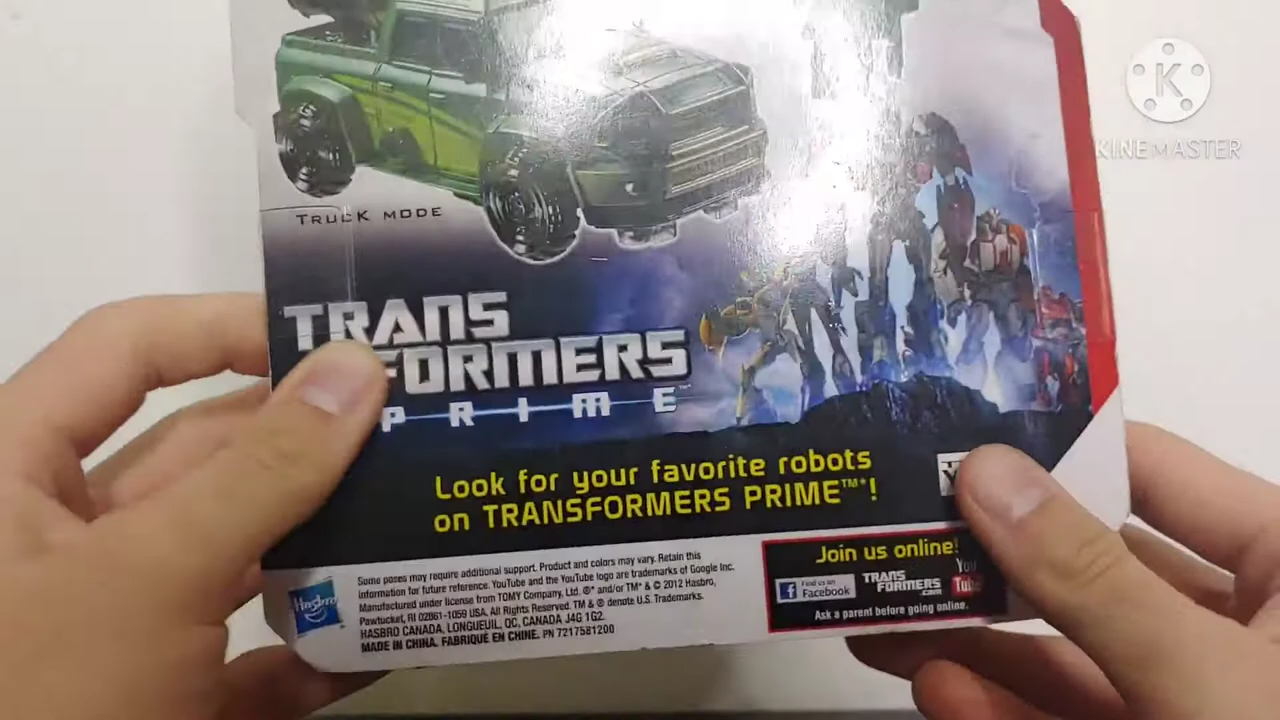 K
KINEMASTER
TRUCK MODE
TRANS
FORMERS
PRIME™
Look for your favorite robots
on TRANSFORMERS PRIME™*!
Some poses may require additional support. Product and colors may vary. Retain this
information for future reference. YouTube and the YouTube logo are trademarks of Google Inc.
Manufactured under license from TOMY Company, Ltd. ®* and/or TM* & © 2012 Hasbro,
Pawtucket, RI 02861-1059 USA. All Rights Reserved. TM & ® denote U.S. Trademarks.
HASBRO CANADA, LONGUEUIL, QC, CANADA J4G 1G2.
MADE IN CHINA. FABRIQUÉ EN CHINE. PN 7217581200
Hasbro
Join us online!
Find us on
Facebook
TRANSFORMERS
.com
You
Tube
Ask a parent before going online.